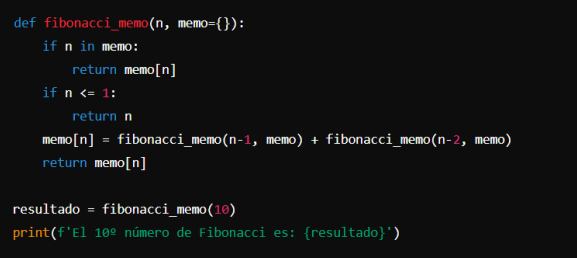 def fibonacci_memo(n, memo={}):
    if n in memo:
        return memo[n]
    if n <= 1:
        return n
    memo[n] = fibonacci_memo(n-1, memo) + fibonacci_memo(n-2, memo)
    return memo[n]

resultado = fibonacci_memo(10)
print(f'El 10º número de Fibonacci es: {resultado}')